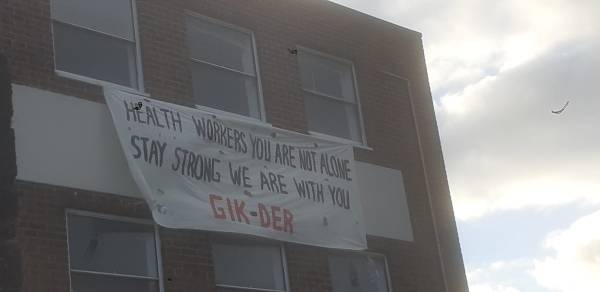 HEALTH WORKERS YOU ARE NOT ALONE
STAY STRONG WE ARE WITH YOU
GIK-DER